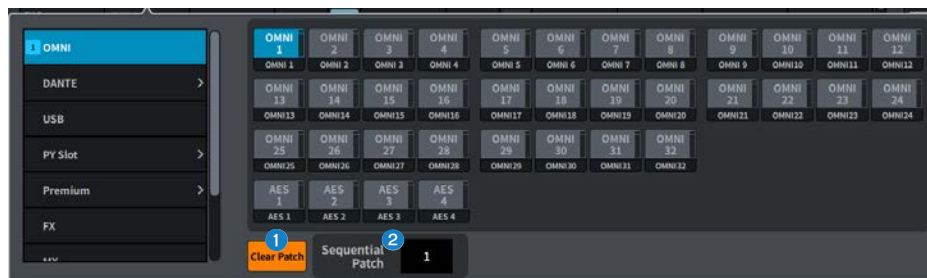 1 OMNI
DANTE
USB
PY Slot
Premium
FX
OMNI 1 OMNI 2 OMNI 3 OMNI 4 OMNI 5 OMNI 6 OMNI 7 OMNI 8 OMNI 9 OMNI 10 OMNI 11 OMNI 12
OMNI 1 OMNI 2 OMNI 3 OMNI 4 OMNI 5 OMNI 6 OMNI 7 OMNI 8 OMNI 9 OMNI10 OMNI11 OMNI12
OMNI 13 OMNI 14 OMNI 15 OMNI 16 OMNI 17 OMNI 18 OMNI 19 OMNI 20 OMNI 21 OMNI 22 OMNI 23 OMNI 24
OMNI13 OMNI14 OMNI15 OMNI16 OMNI17 OMNI18 OMNI19 OMNI20 OMNI21 OMNI22 OMNI23 OMNI24
OMNI 25 OMNI 26 OMNI 27 OMNI 28 OMNI 29 OMNI 30 OMNI 31 OMNI 32
OMNI25 OMNI26 OMNI27 OMNI28 OMNI29 OMNI30 OMNI31 OMNI32
AES 1 AES 2 AES 3 AES 4
AES 1 AES 2 AES 3 AES 4
1 2
Clear Patch
Sequential
Patch
1